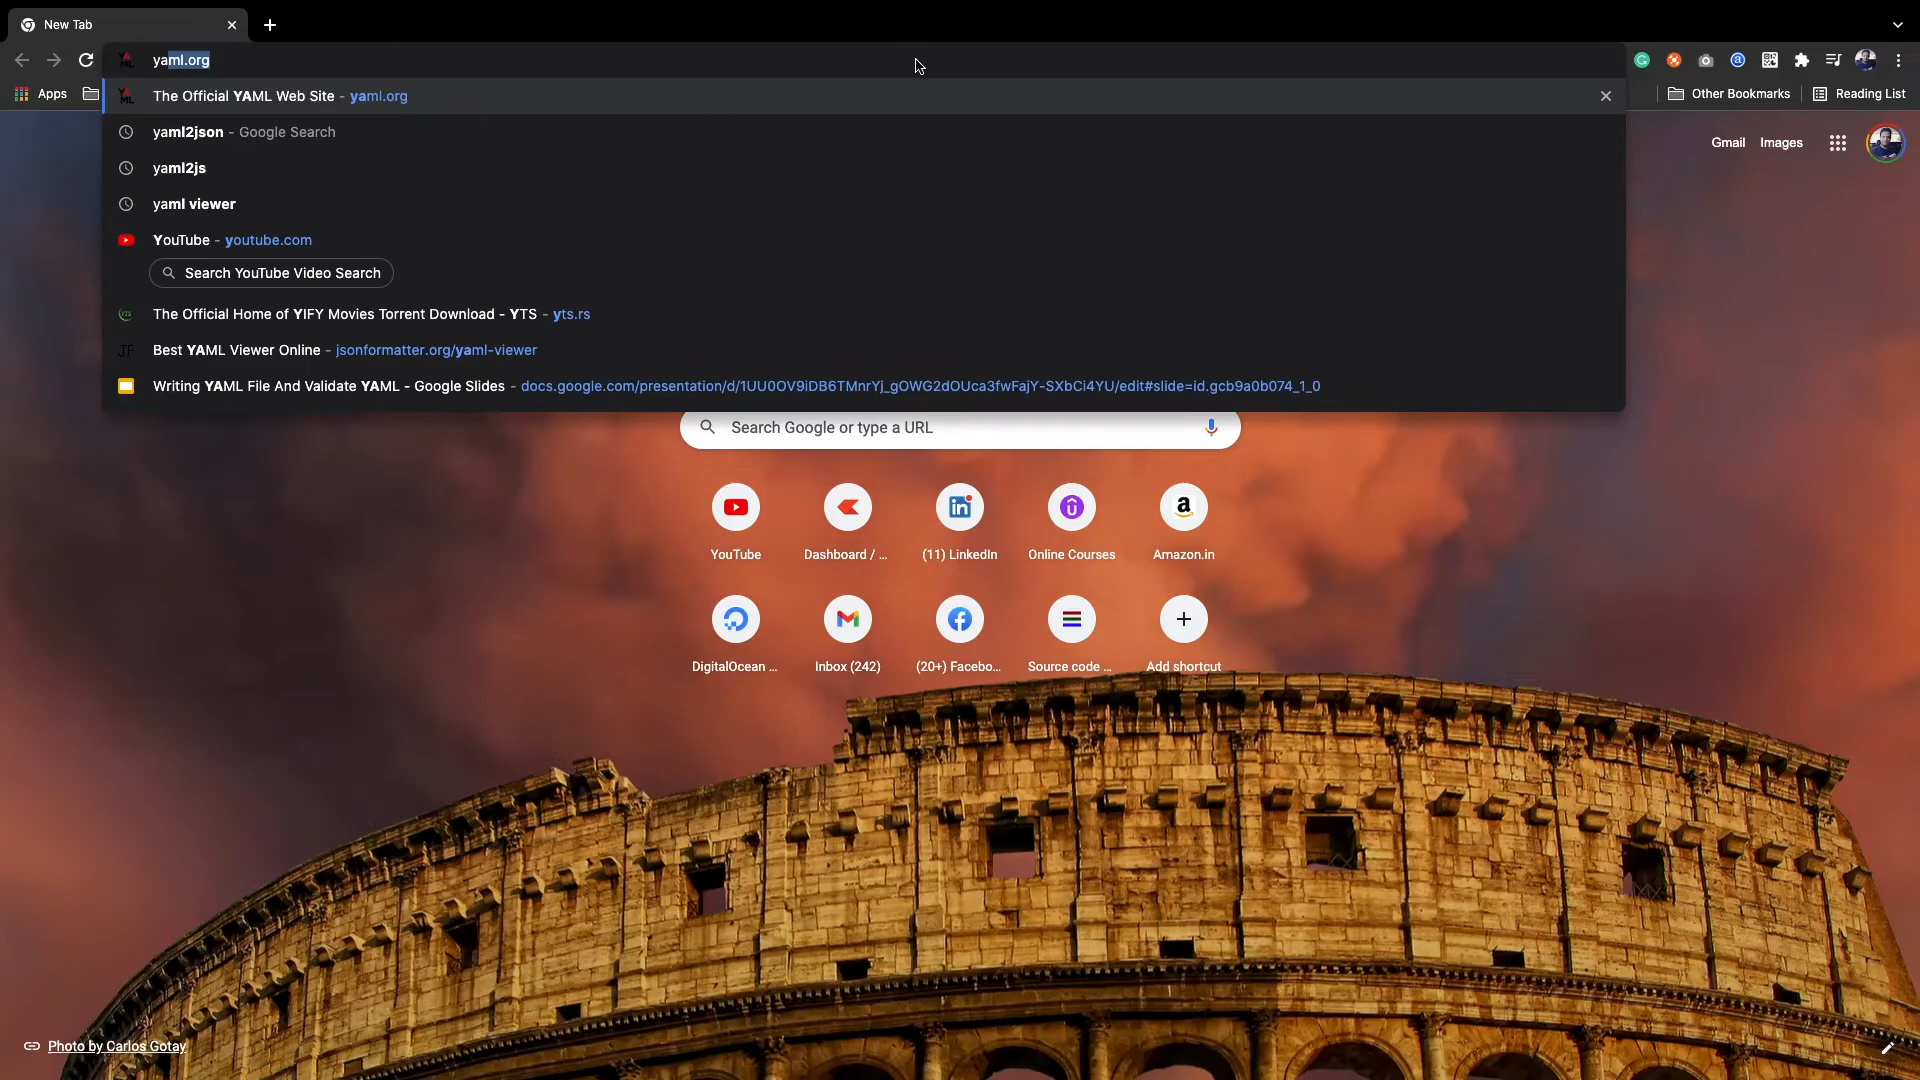 New Tab
yaml.org
Apps
Other Bookmarks
Reading List
The Official YAML Web Site - yaml.org
yaml2json - Google Search
yaml2js
yaml viewer
YouTube - youtube.com
Search YouTube Video Search
The Official Home of YIFY Movies Torrent Download - YTS - yts.rs
Best YAML Viewer Online - jsonformatter.org/yaml-viewer
Writing YAML File And Validate YAML - Google Slides - docs.google.com/presentation/d/1UU0OV9iDB6TMnrYj_gOWG2dOUca3fwFajY-SXbCi4YU/edit#slide=id.gcb9a0b074_1_0
Gmail Images
Search Google or type a URL
YouTube
Dashboard / ...
(11) LinkedIn
Online Courses
Amazon.in
DigitalOcean ...
Inbox (242)
(20+) Facebo...
Source code ...
Add shortcut
Photo by Carlos Gotay